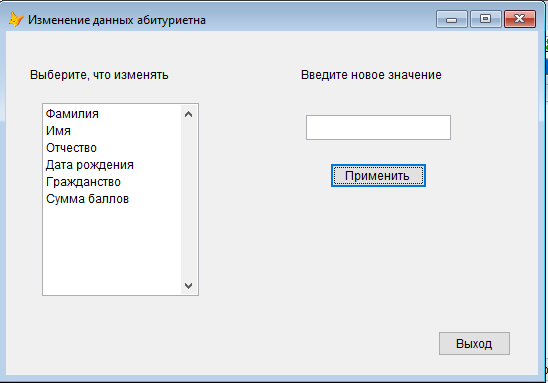 Изменение данных абитуриетна
Выберите, что изменять
Введите новое значение
Фамилия
Имя
Отчество
Дата рождения
Гражданство
Сумма баллов
Применить
Выход